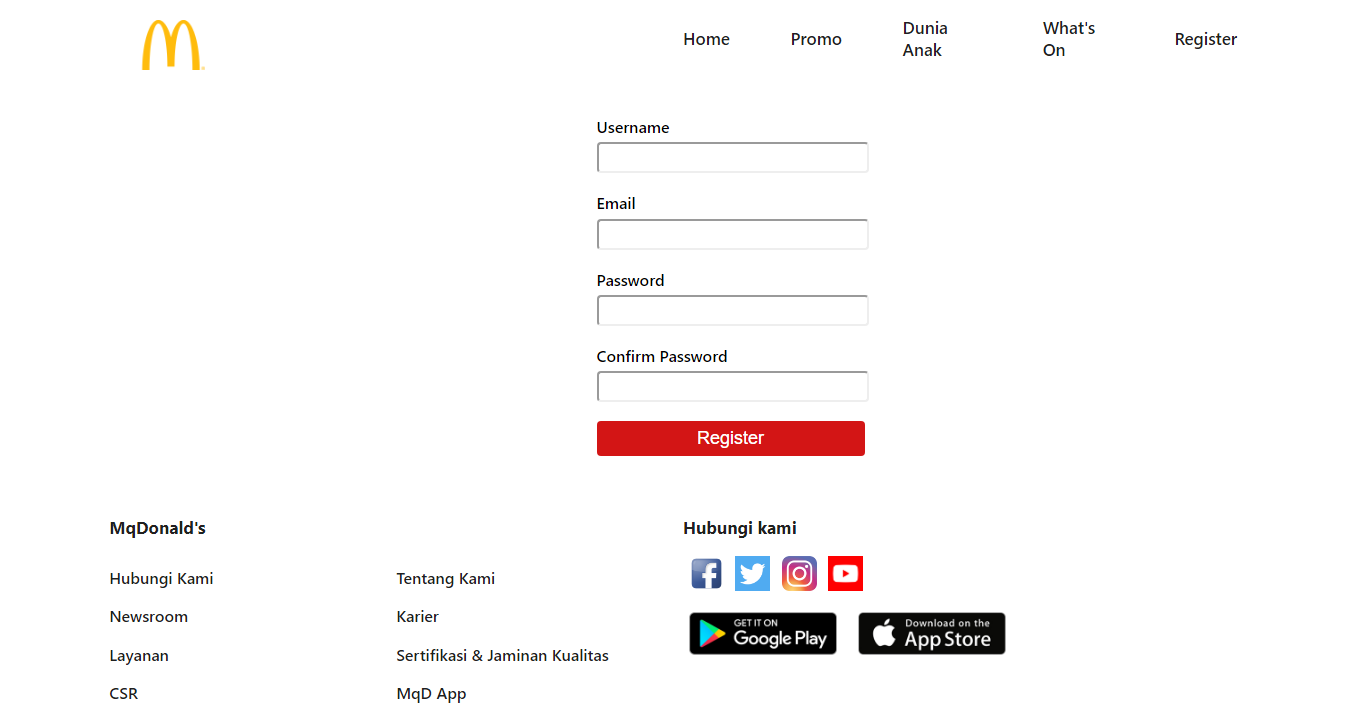 Home
Promo
Dunia
Anak
What's
On
Register
Username
Email
Password
Confirm Password
Register
MqDonald's
Hubungi Kami
Newsroom
Layanan
CSR
Tentang Kami
Karier
Sertifikasi & Jaminan Kualitas
MqD App
Hubungi kami
GET IT ON
Google Play
Download on the
App Store